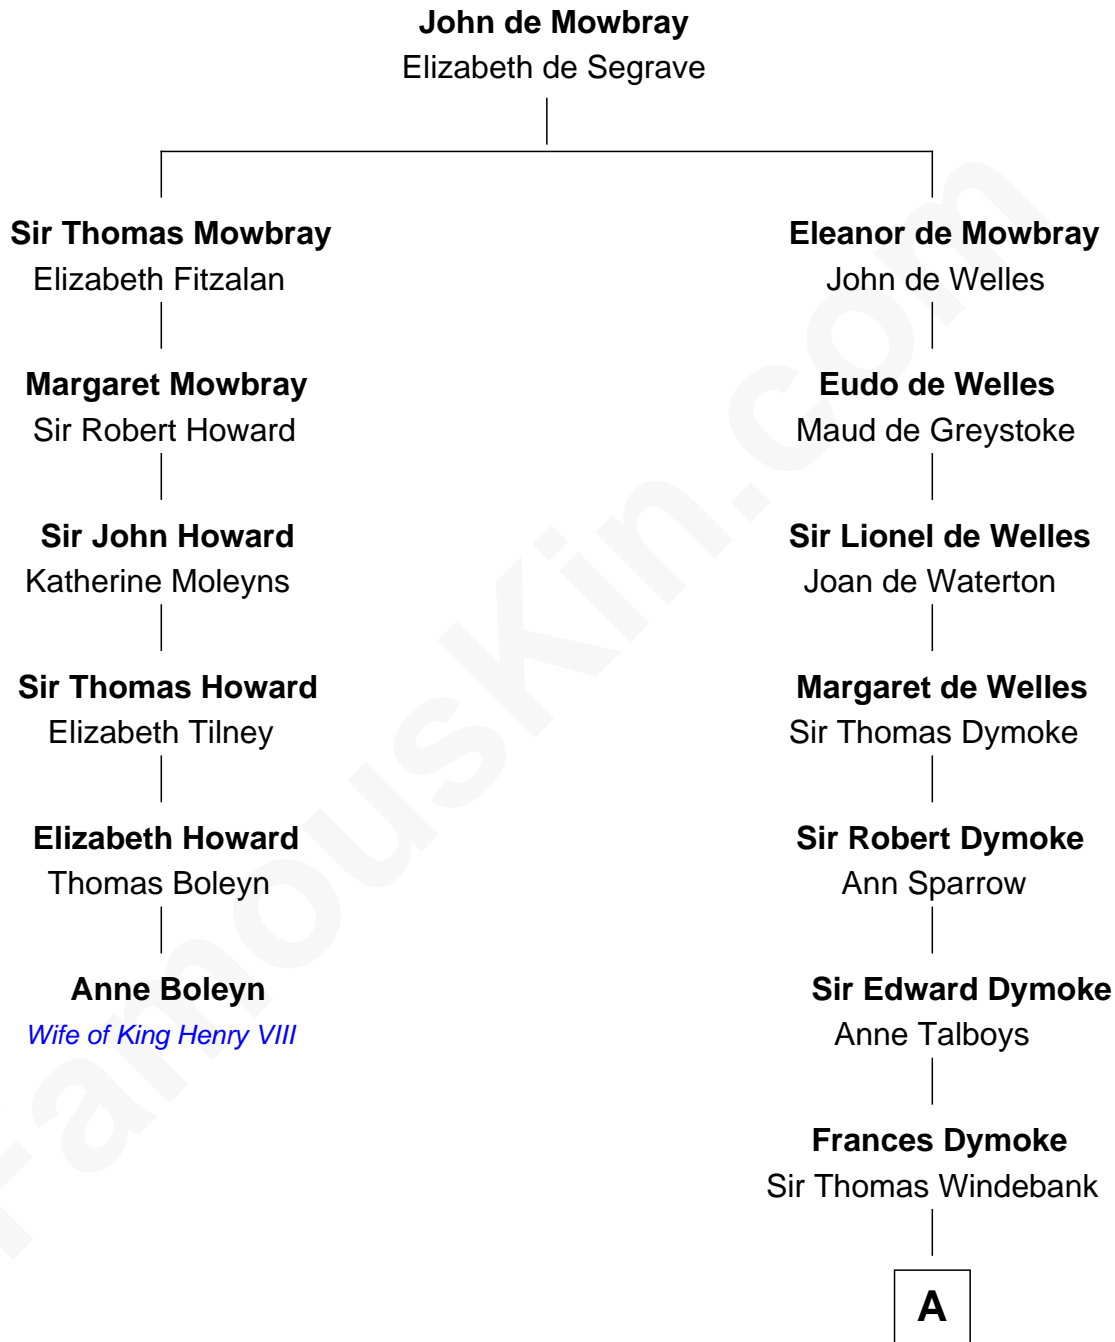 John de Mowbray
Elizabeth de Segrave
Sir Thomas Mowbray
Elizabeth Fitzalan
Margaret Mowbray
Sir Robert Howard
Sir John Howard
Katherine Moleyns
Sir Thomas Howard
Elizabeth Tilney
Elizabeth Howard
Thomas Boleyn
Anne Boleyn
Wife of King Henry VIII
Eleanor de Mowbray
John de Welles
Eudo de Welles
Maud de Greystoke
Sir Lionel de Welles
Joan de Waterton
Margaret de Welles
Sir Thomas Dymoke
Sir Robert Dymoke
Ann Sparrow
Sir Edward Dymoke
Anne Talboys
Frances Dymoke
Sir Thomas Windebank
A
FamousKin.com